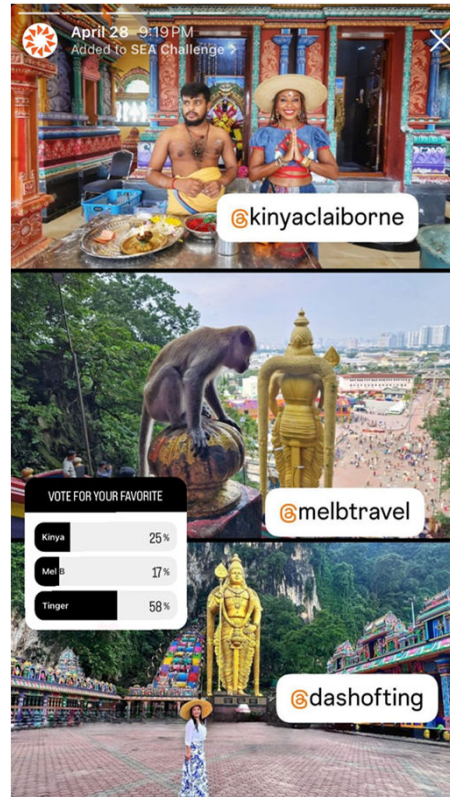 April 28 9:19 PM
Added to SEA Challenge >
@kinyaclaiborne
@melbtravel
VOTE FOR YOUR FAVORITE
Kinya 25%
Mel B 17%
Tinger 58%
@dashofting